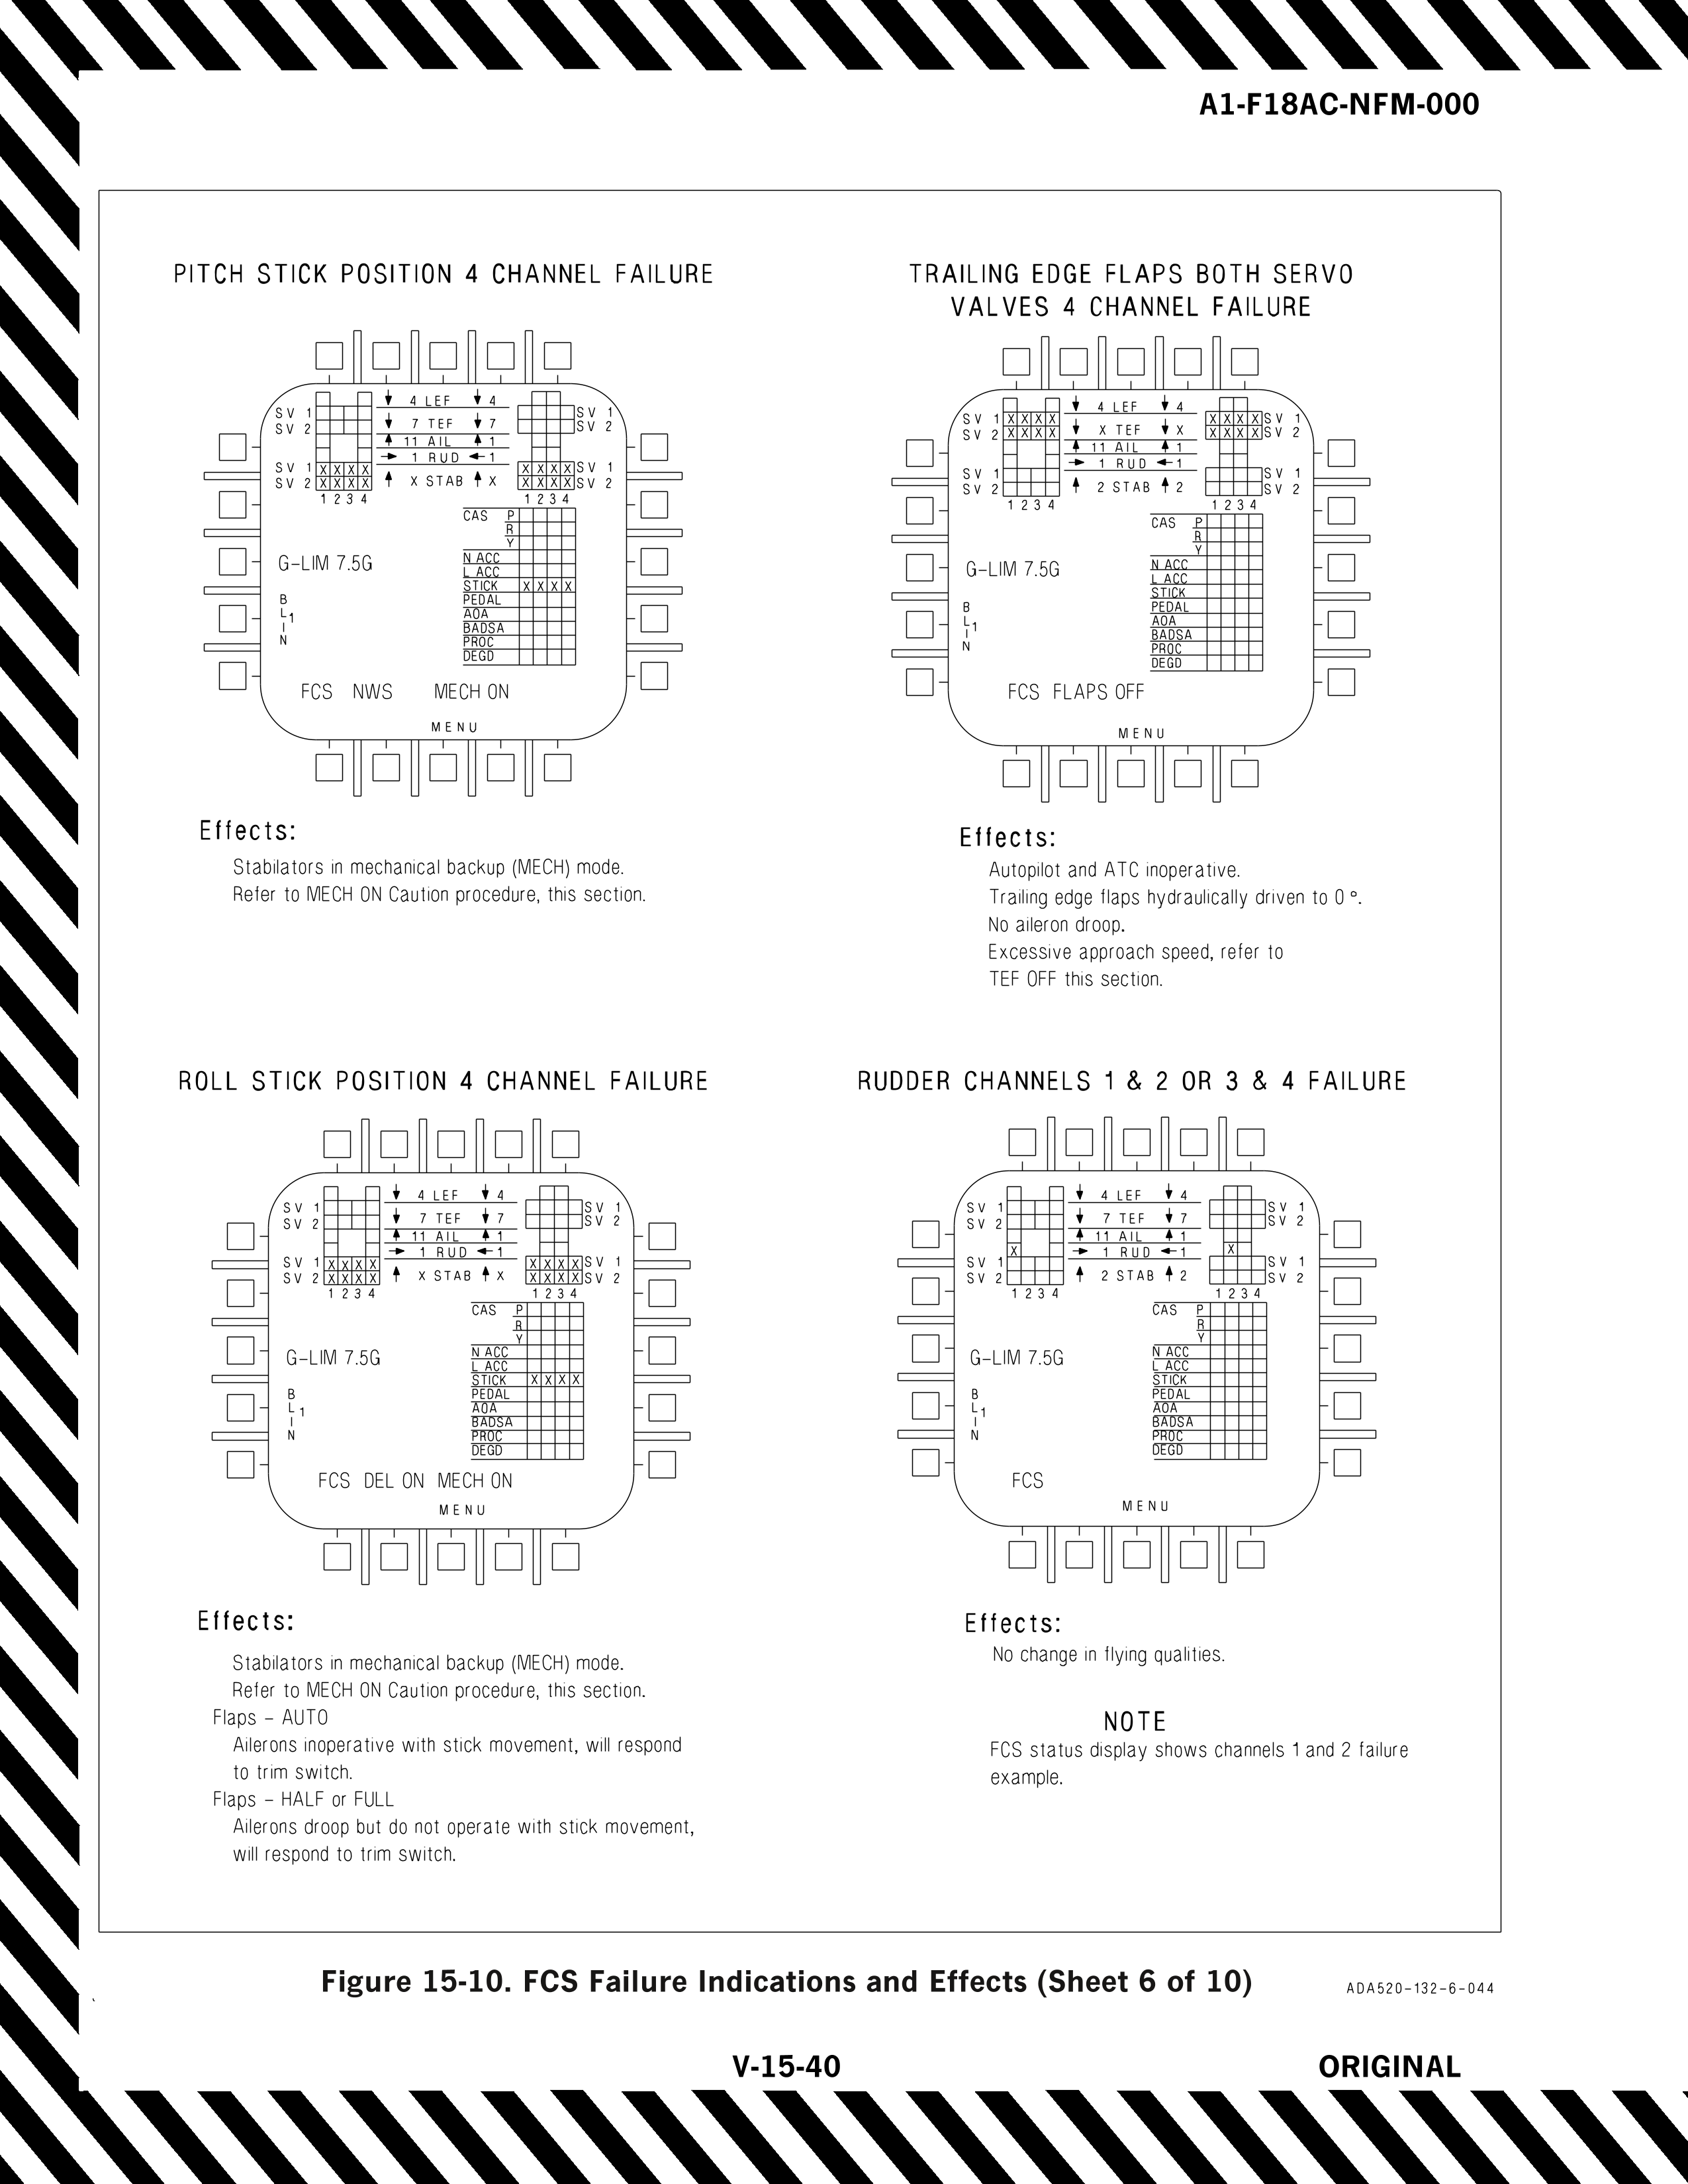 A1-F18AC-NFM-000
PITCH STICK POSITION 4 CHANNEL FAILURE
SV 1
SV 2
4 LEF 4
7 TEF 7
11 AIL 1
1 RUD 1
X STAB X
SV 1
SV 2
SV 1 X X X X
SV 2 X X X X
X X X X SV 1
X X X X SV 2
1 2 3 4
1 2 3 4
CAS P
R
Y
N ACC
L ACC
STICK X X X X
PEDAL
AOA
BADSA
PROC
DEGD
G-LIM 7.5G
B
L 1
I
N
FCS NWS MECH ON
MENU
Effects:
Stabilators in mechanical backup (MECH) mode.
Refer to MECH ON Caution procedure, this section.
TRAILING EDGE FLAPS BOTH SERVO
VALVES 4 CHANNEL FAILURE
SV 1 X X X X
SV 2 X X X X
4 LEF 4
X TEF X
11 AIL 1
1 RUD 1
2 STAB 2
X X X X SV 1
X X X X SV 2
SV 1
SV 2
SV 1
SV 2
1 2 3 4
1 2 3 4
CAS P
R
Y
N ACC
L ACC
STICK
PEDAL
AOA
BADSA
PROC
DEGD
G-LIM 7.5G
B
L 1
I
N
FCS FLAPS OFF
MENU
Effects:
Autopilot and ATC inoperative.
Trailing edge flaps hydraulically driven to 0 °.
No aileron droop.
Excessive approach speed, refer to
TEF OFF this section.
ROLL STICK POSITION 4 CHANNEL FAILURE
SV 1
SV 2
4 LEF 4
7 TEF 7
11 AIL 1
1 RUD 1
X STAB X
SV 1
SV 2
SV 1 X X X X
SV 2 X X X X
X X X X SV 1
X X X X SV 2
1 2 3 4
1 2 3 4
CAS P
R
Y
N ACC
L ACC
STICK X X X X
PEDAL
AOA
BADSA
PROC
DEGD
G-LIM 7.5G
B
L 1
I
N
FCS DEL ON MECH ON
MENU
Effects:
Stabilators in mechanical backup (MECH) mode.
Refer to MECH ON Caution procedure, this section.
Flaps – AUTO
Ailerons inoperative with stick movement, will respond
to trim switch.
Flaps – HALF or FULL
Ailerons droop but do not operate with stick movement,
will respond to trim switch.
RUDDER CHANNELS 1 & 2 OR 3 & 4 FAILURE
SV 1
SV 2
4 LEF 4
7 TEF 7
11 AIL 1
X 1 RUD 1 X
2 STAB 2
SV 1
SV 2
SV 1
SV 2
SV 1
SV 2
1 2 3 4
1 2 3 4
CAS P
R
Y
N ACC
L ACC
STICK
PEDAL
AOA
BADSA
PROC
DEGD
G-LIM 7.5G
B
L 1
I
N
FCS
MENU
Effects:
No change in flying qualities.
NOTE
FCS status display shows channels 1 and 2 failure
example.
Figure 15-10. FCS Failure Indications and Effects (Sheet 6 of 10)
ADA520-132-6-044
V-15-40
ORIGINAL